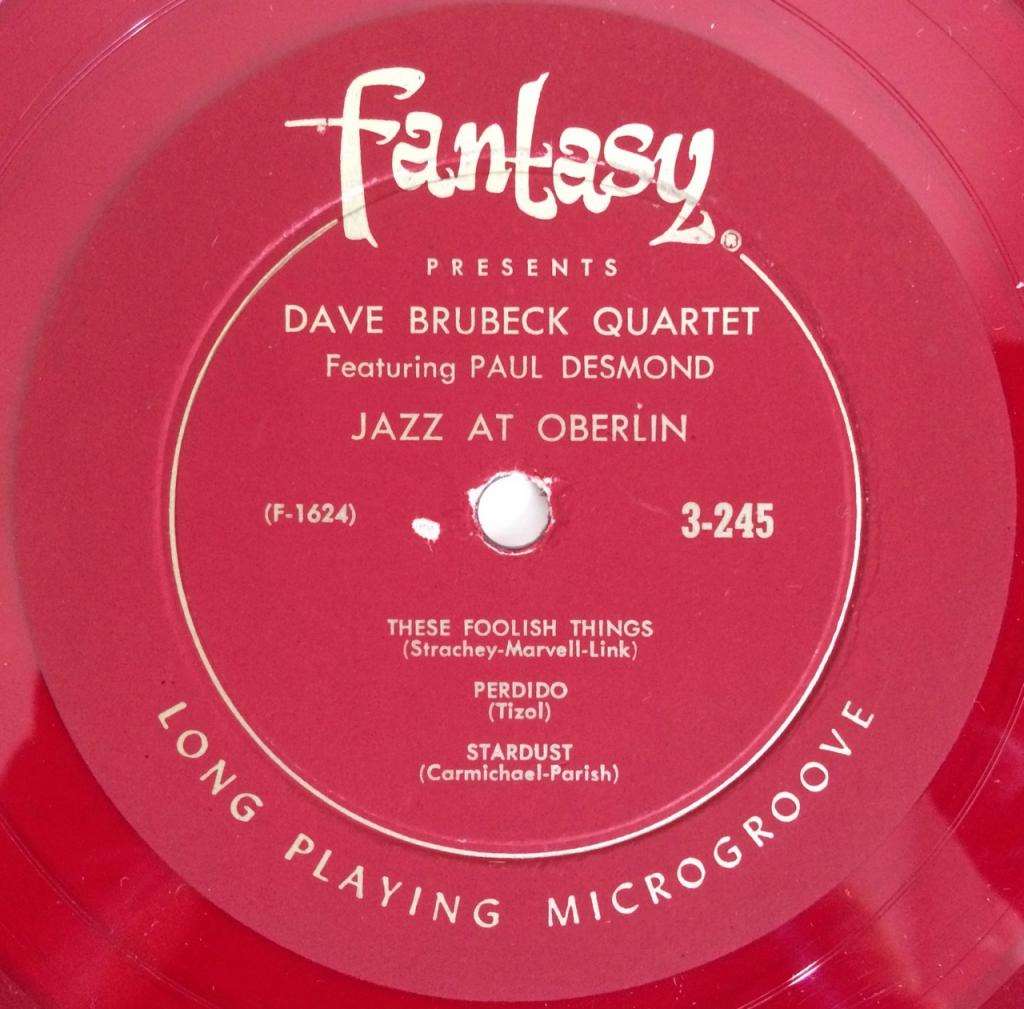 Fantasy®
PRESENTS
DAVE BRUBECK QUARTET
Featuring PAUL DESMOND
JAZZ AT OBERLIN
(F-1624) 3-245
THESE FOOLISH THINGS
(Strachey-Marvell-Link)
PERDIDO
(Tizol)
STARDUST
(Carmichael-Parish)
LONG PLAYING MICROGROOVE